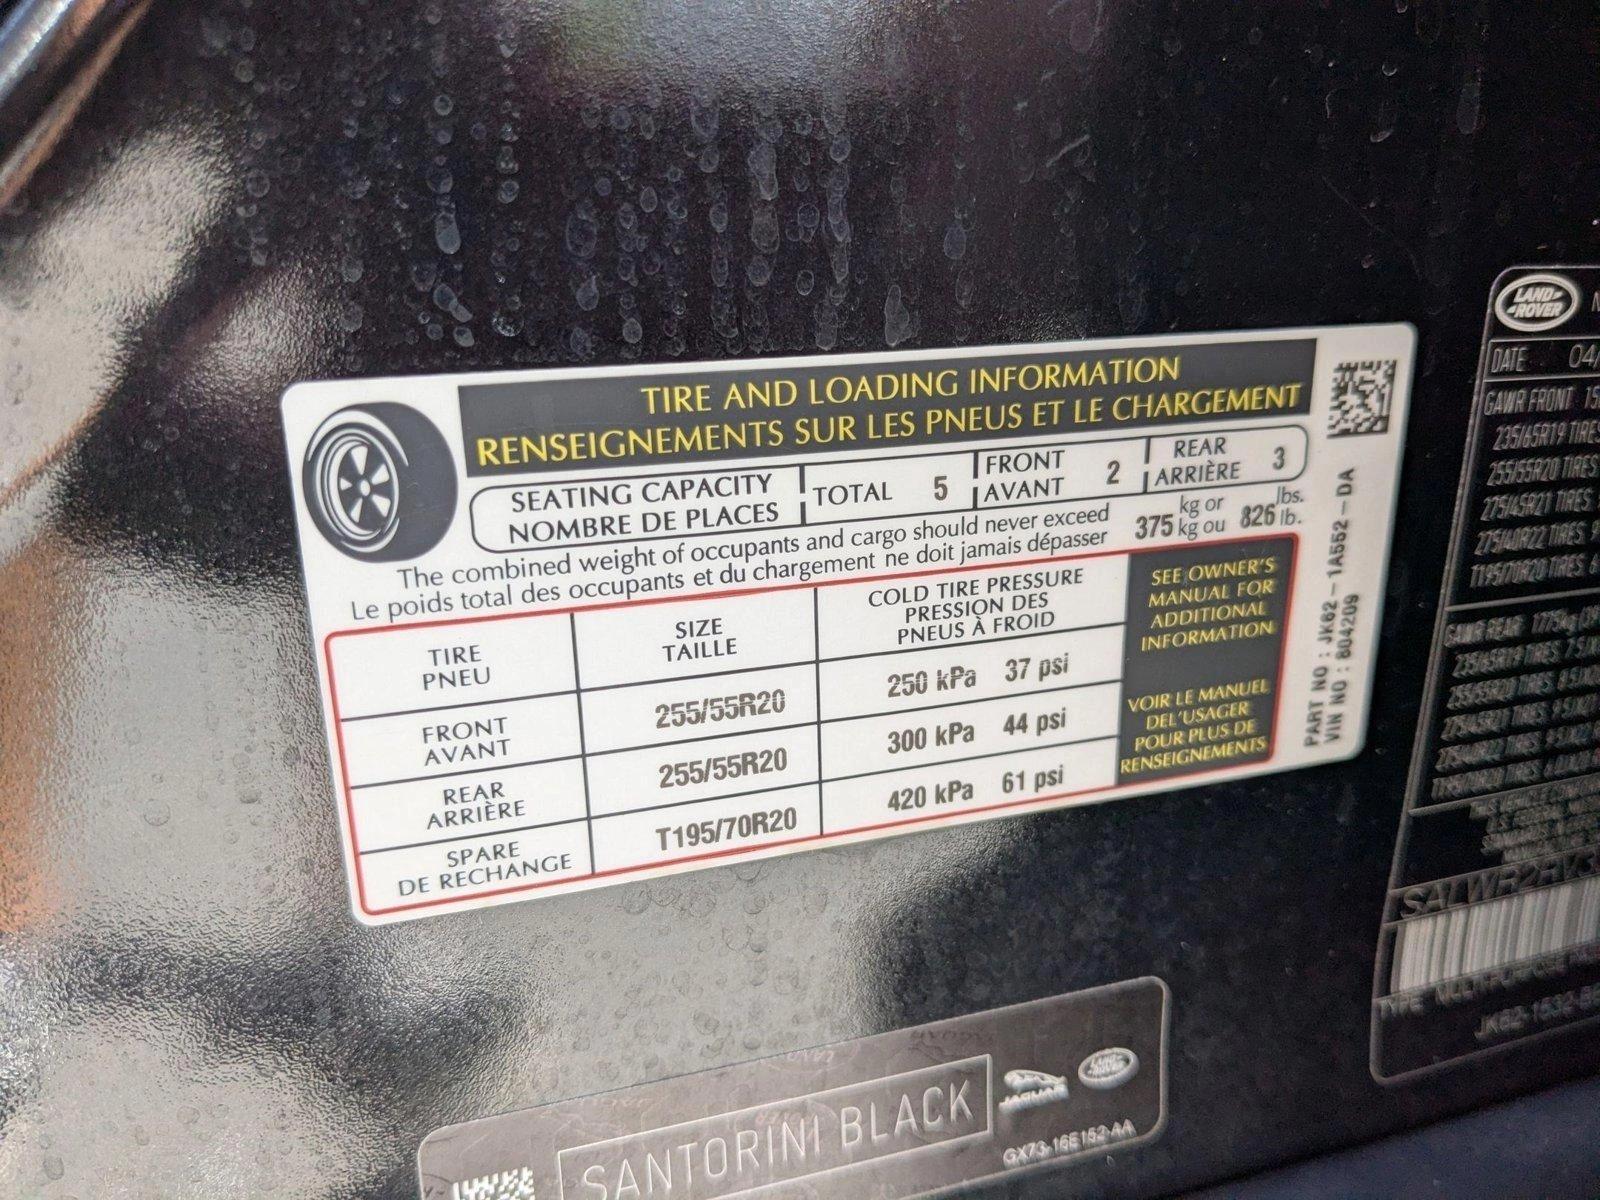 TIRE AND LOADING INFORMATION
RENSEIGNEMENTS SUR LES PNEUS ET LE CHARGEMENT
SEATING CAPACITY
NOMBRE DE PLACES
TOTAL 5
FRONT
AVANT
2
REAR
ARRIÈRE
3
The combined weight of occupants and cargo should never exceed
Le poids total des occupants et du chargement ne doit jamais dépasser
375 kg or
kg ou
826 lbs.
lb.
TIRE
PNEU
SIZE
TAILLE
COLD TIRE PRESSURE
PRESSION DES
PNEUS À FROID
FRONT
AVANT
255/55R20
250 kPa 37 psi
REAR
ARRIÈRE
255/55R20
300 kPa 44 psi
SPARE
DE RECHANGE
T195/70R20
420 kPa 61 psi
SEE OWNER'S
MANUAL FOR
ADDITIONAL
INFORMATION
VOIR LE MANUEL
DEL'USAGER
POUR PLUS DE
RENSEIGNEMENTS
PART NO : JK62-1A552-DA
VIN NO : 804209
LAND-
-ROVER
DATE 04/
GAWR FRONT 15
235/65R19 TIRES
255/55R20 TIRES
275/45R21 TIRES
275/40R22 TIRES
T195/70R20 TIRES
SANTORINI BLACK
JAGUAR
LAND-
-ROVER
GX73-16E152-AA